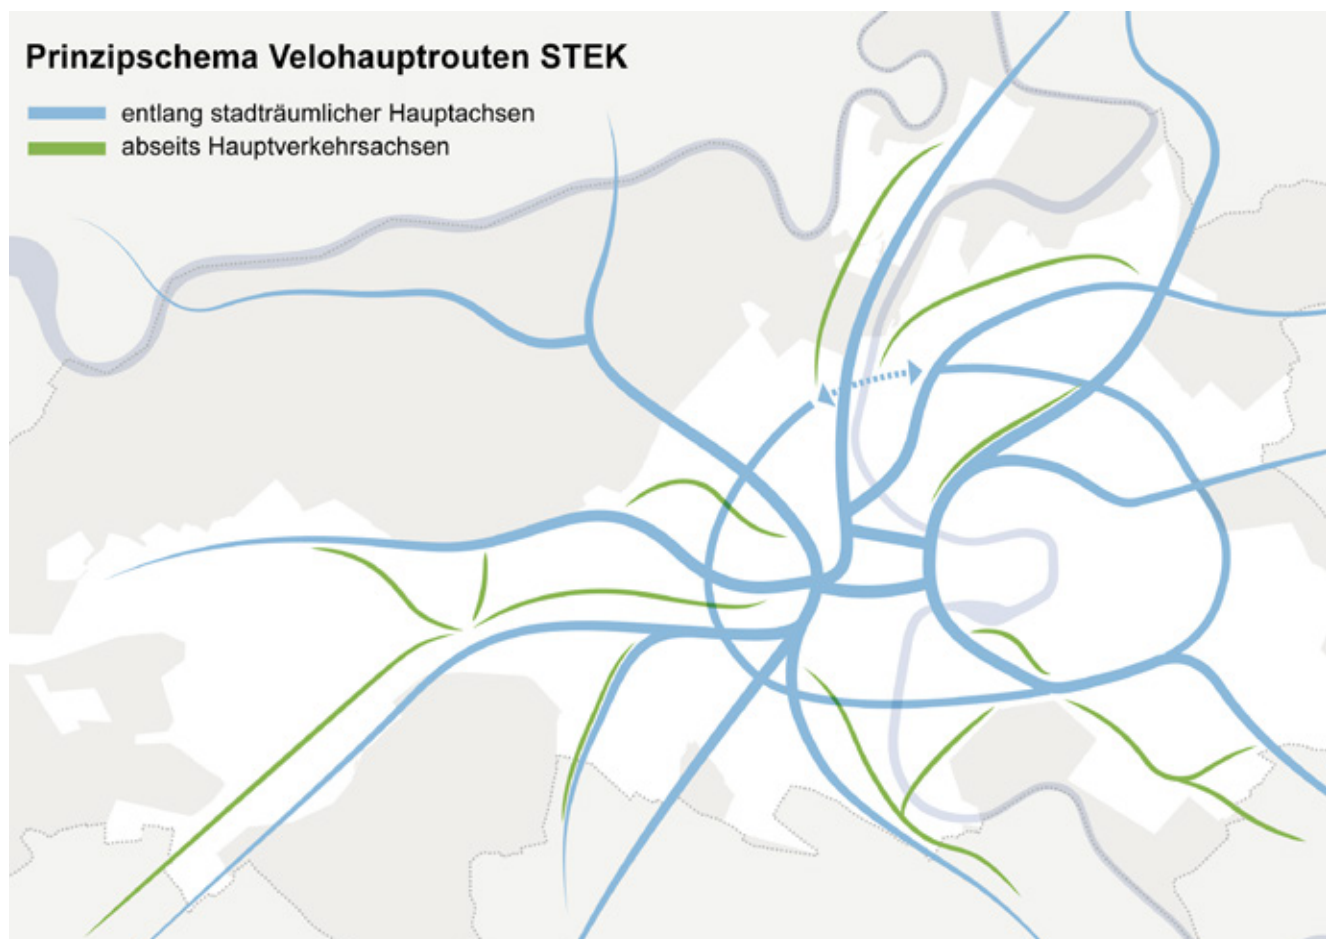 Prinzipschema Velohauptrouten STEK
entlang stadträumlicher Hauptachsen
abseits Hauptverkehrsachsen